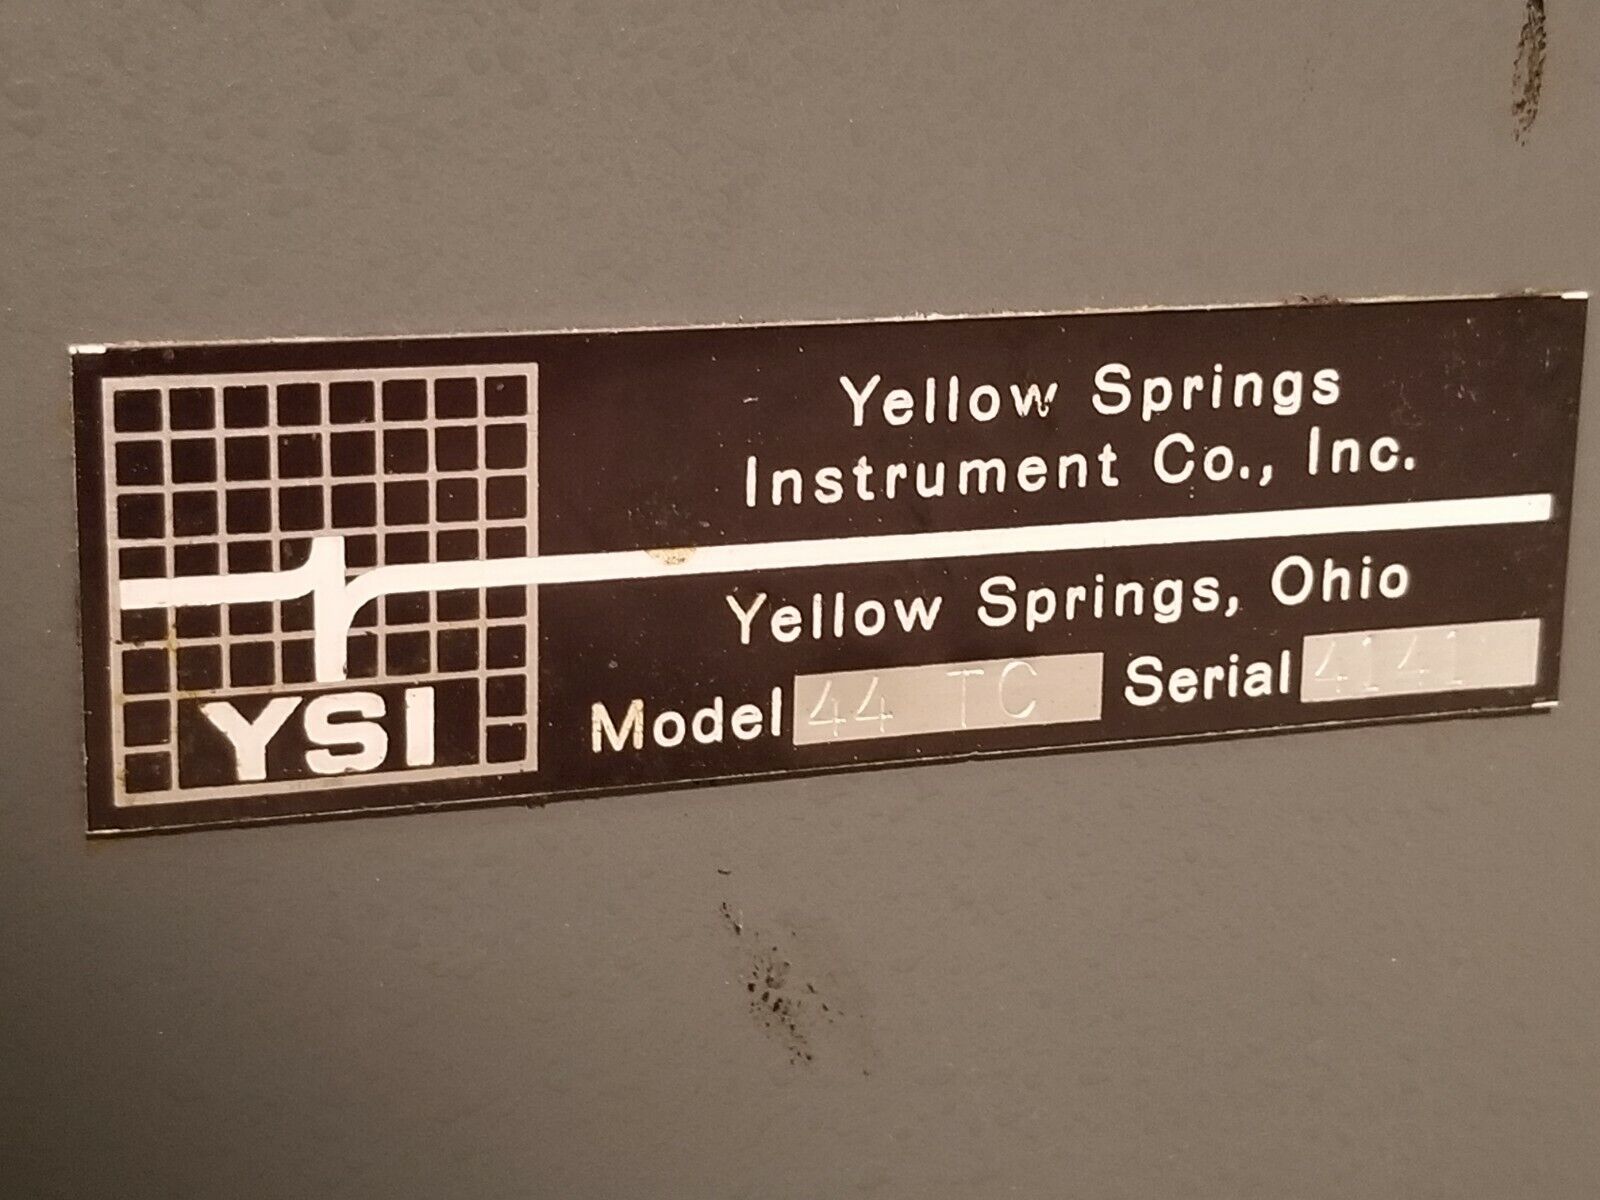 Yellow Springs
Instrument Co., Inc.
Yellow Springs, Ohio
Model 44 TC Serial 4141
YSI